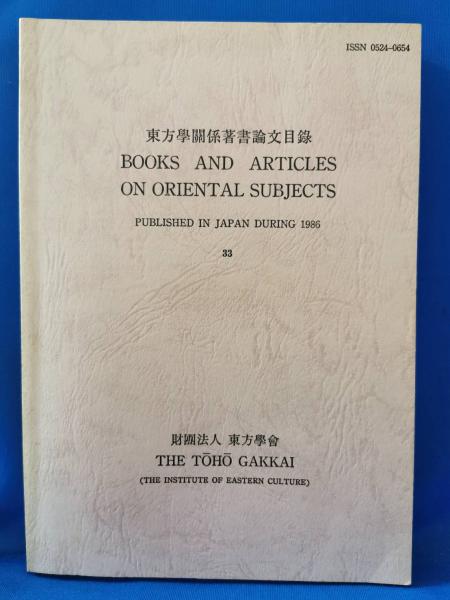 ISSN 0524-0654
東方學關係著書論文目錄
BOOKS AND ARTICLES
ON ORIENTAL SUBJECTS
PUBLISHED IN JAPAN DURING 1986
33
財團法人 東方學會
THE TŌHŌ GAKKAI
(THE INSTITUTE OF EASTERN CULTURE)